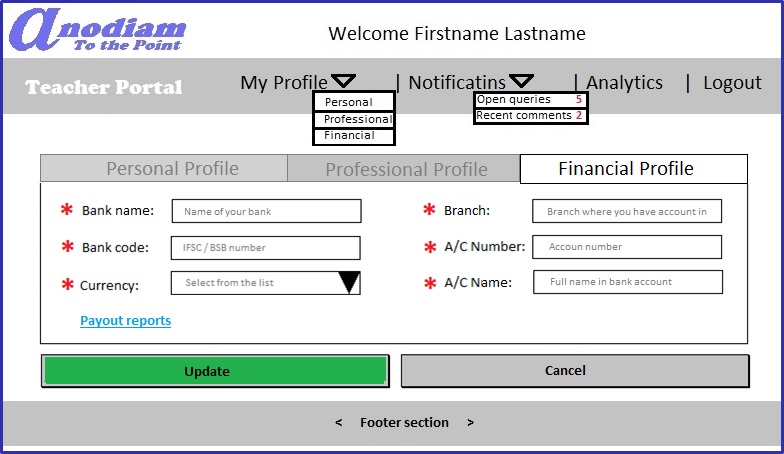 Anodiam
To the Point
Welcome Firstname Lastname
Teacher Portal My Profile | Notificatins | Analytics | Logout
Personal
Professional
Financial
Open queries 5
Recent comments 2
Personal Profile Professional Profile Financial Profile
* Bank name: Name of your bank * Branch: Branch where you have account in
* Bank code: IFSC / BSB number * A/C Number: Accoun number
* Currency: Select from the list * A/C Name: Full name in bank account
Payout reports
Update Cancel
< Footer section >